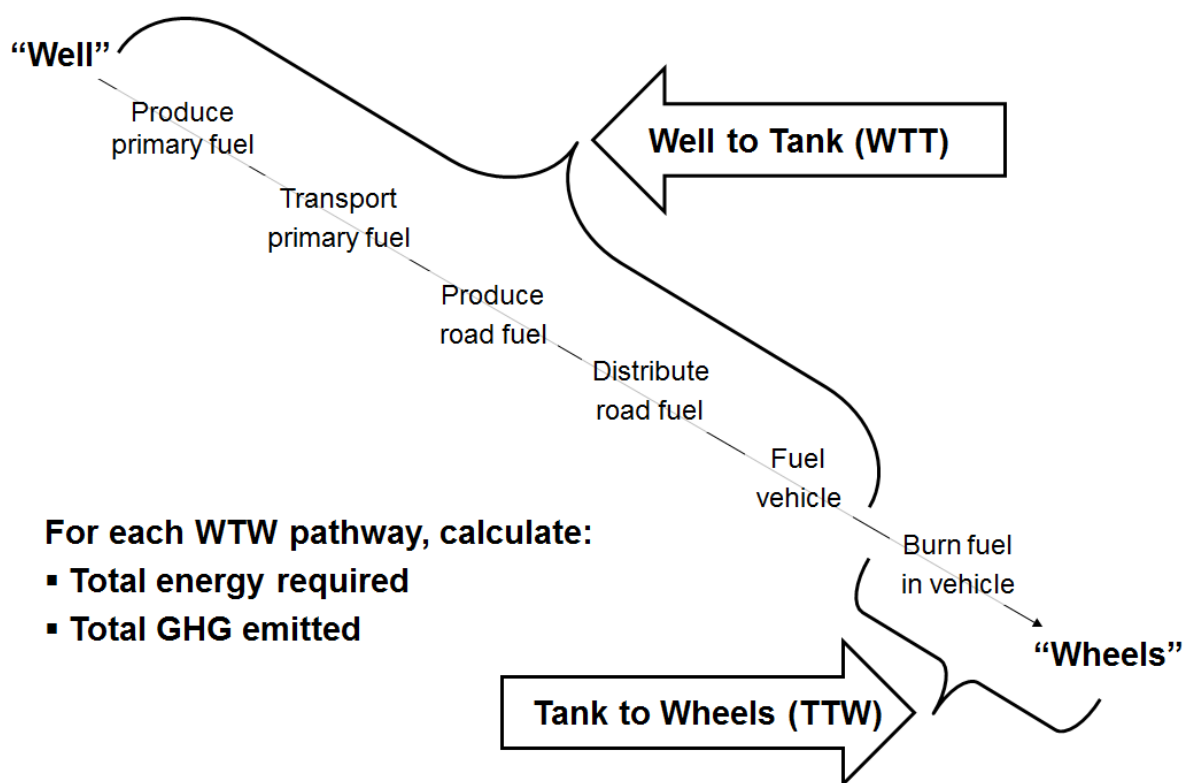 “Well”
Produce
primary fuel
Well to Tank (WTT)
Transport
primary fuel
Produce
road fuel
Distribute
road fuel
Fuel
vehicle
For each WTW pathway, calculate:
▪ Total energy required
▪ Total GHG emitted
Burn fuel
in vehicle
“Wheels”
Tank to Wheels (TTW)